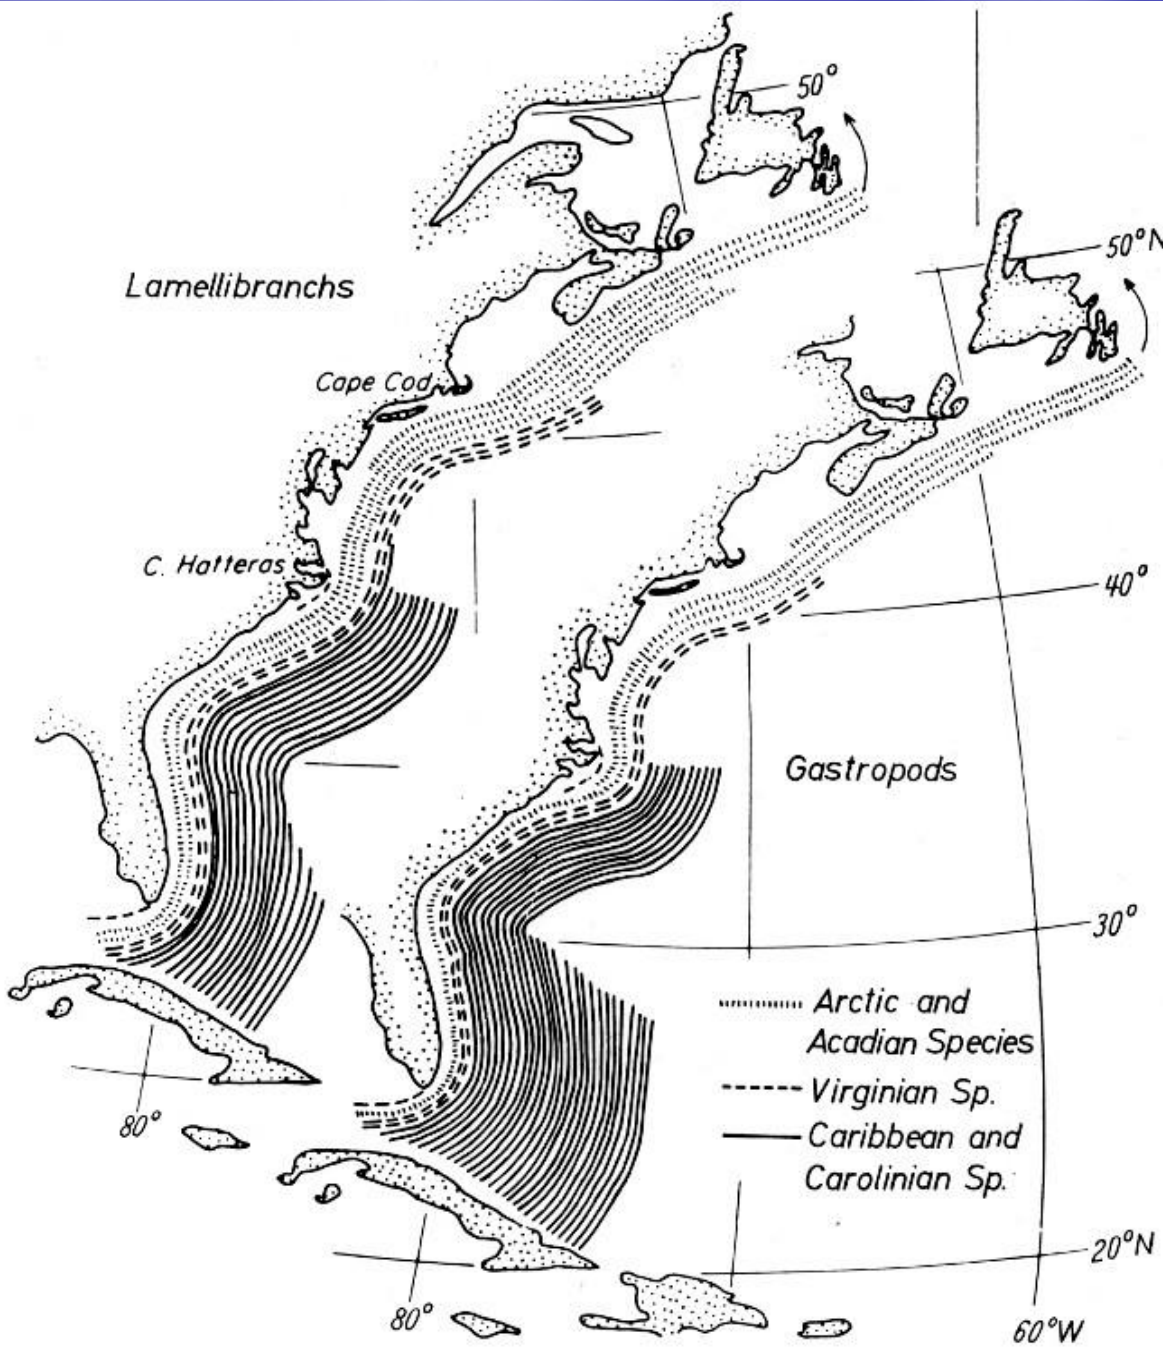 50°
50°N
Lamellibranchs
Cape Cod
C. Hatteras
40°
Gastropods
30°
Arctic and
Acadian Species
Virginian Sp.
Caribbean and
Carolinian Sp.
80°
20°N
80°
60°W